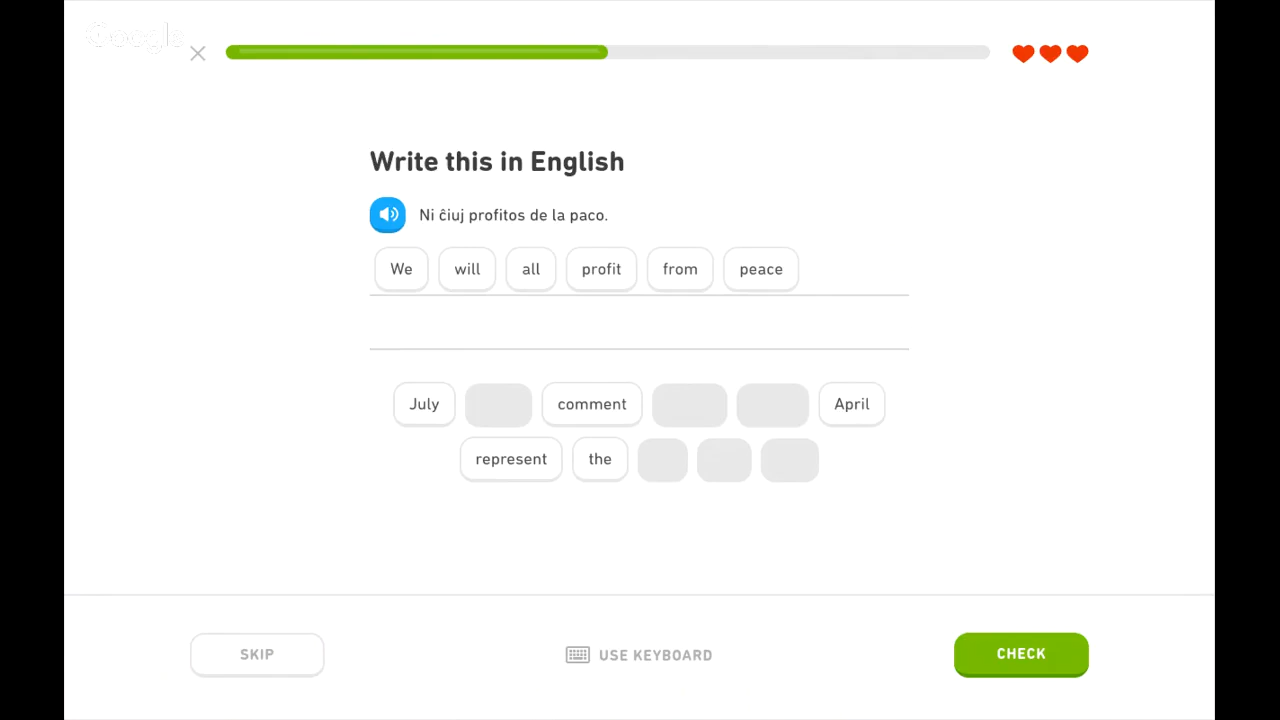 Google
Write this in English
Ni ĉiuj profitos de la paco.
We will all profit from peace
July comment April
represent the
SKIP USE KEYBOARD CHECK